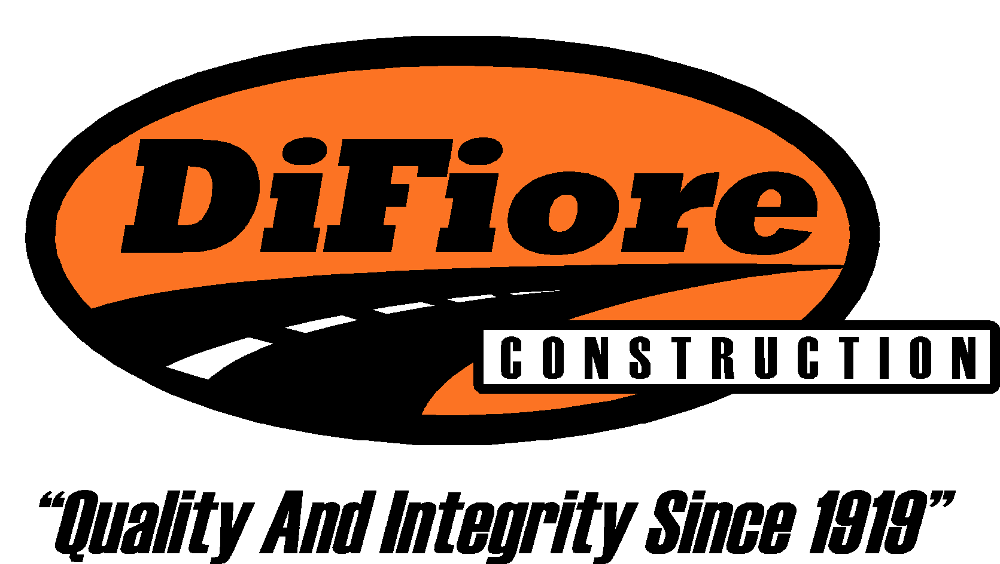 DiFiore
CONSTRUCTION
“Quality And Integrity Since 1919”